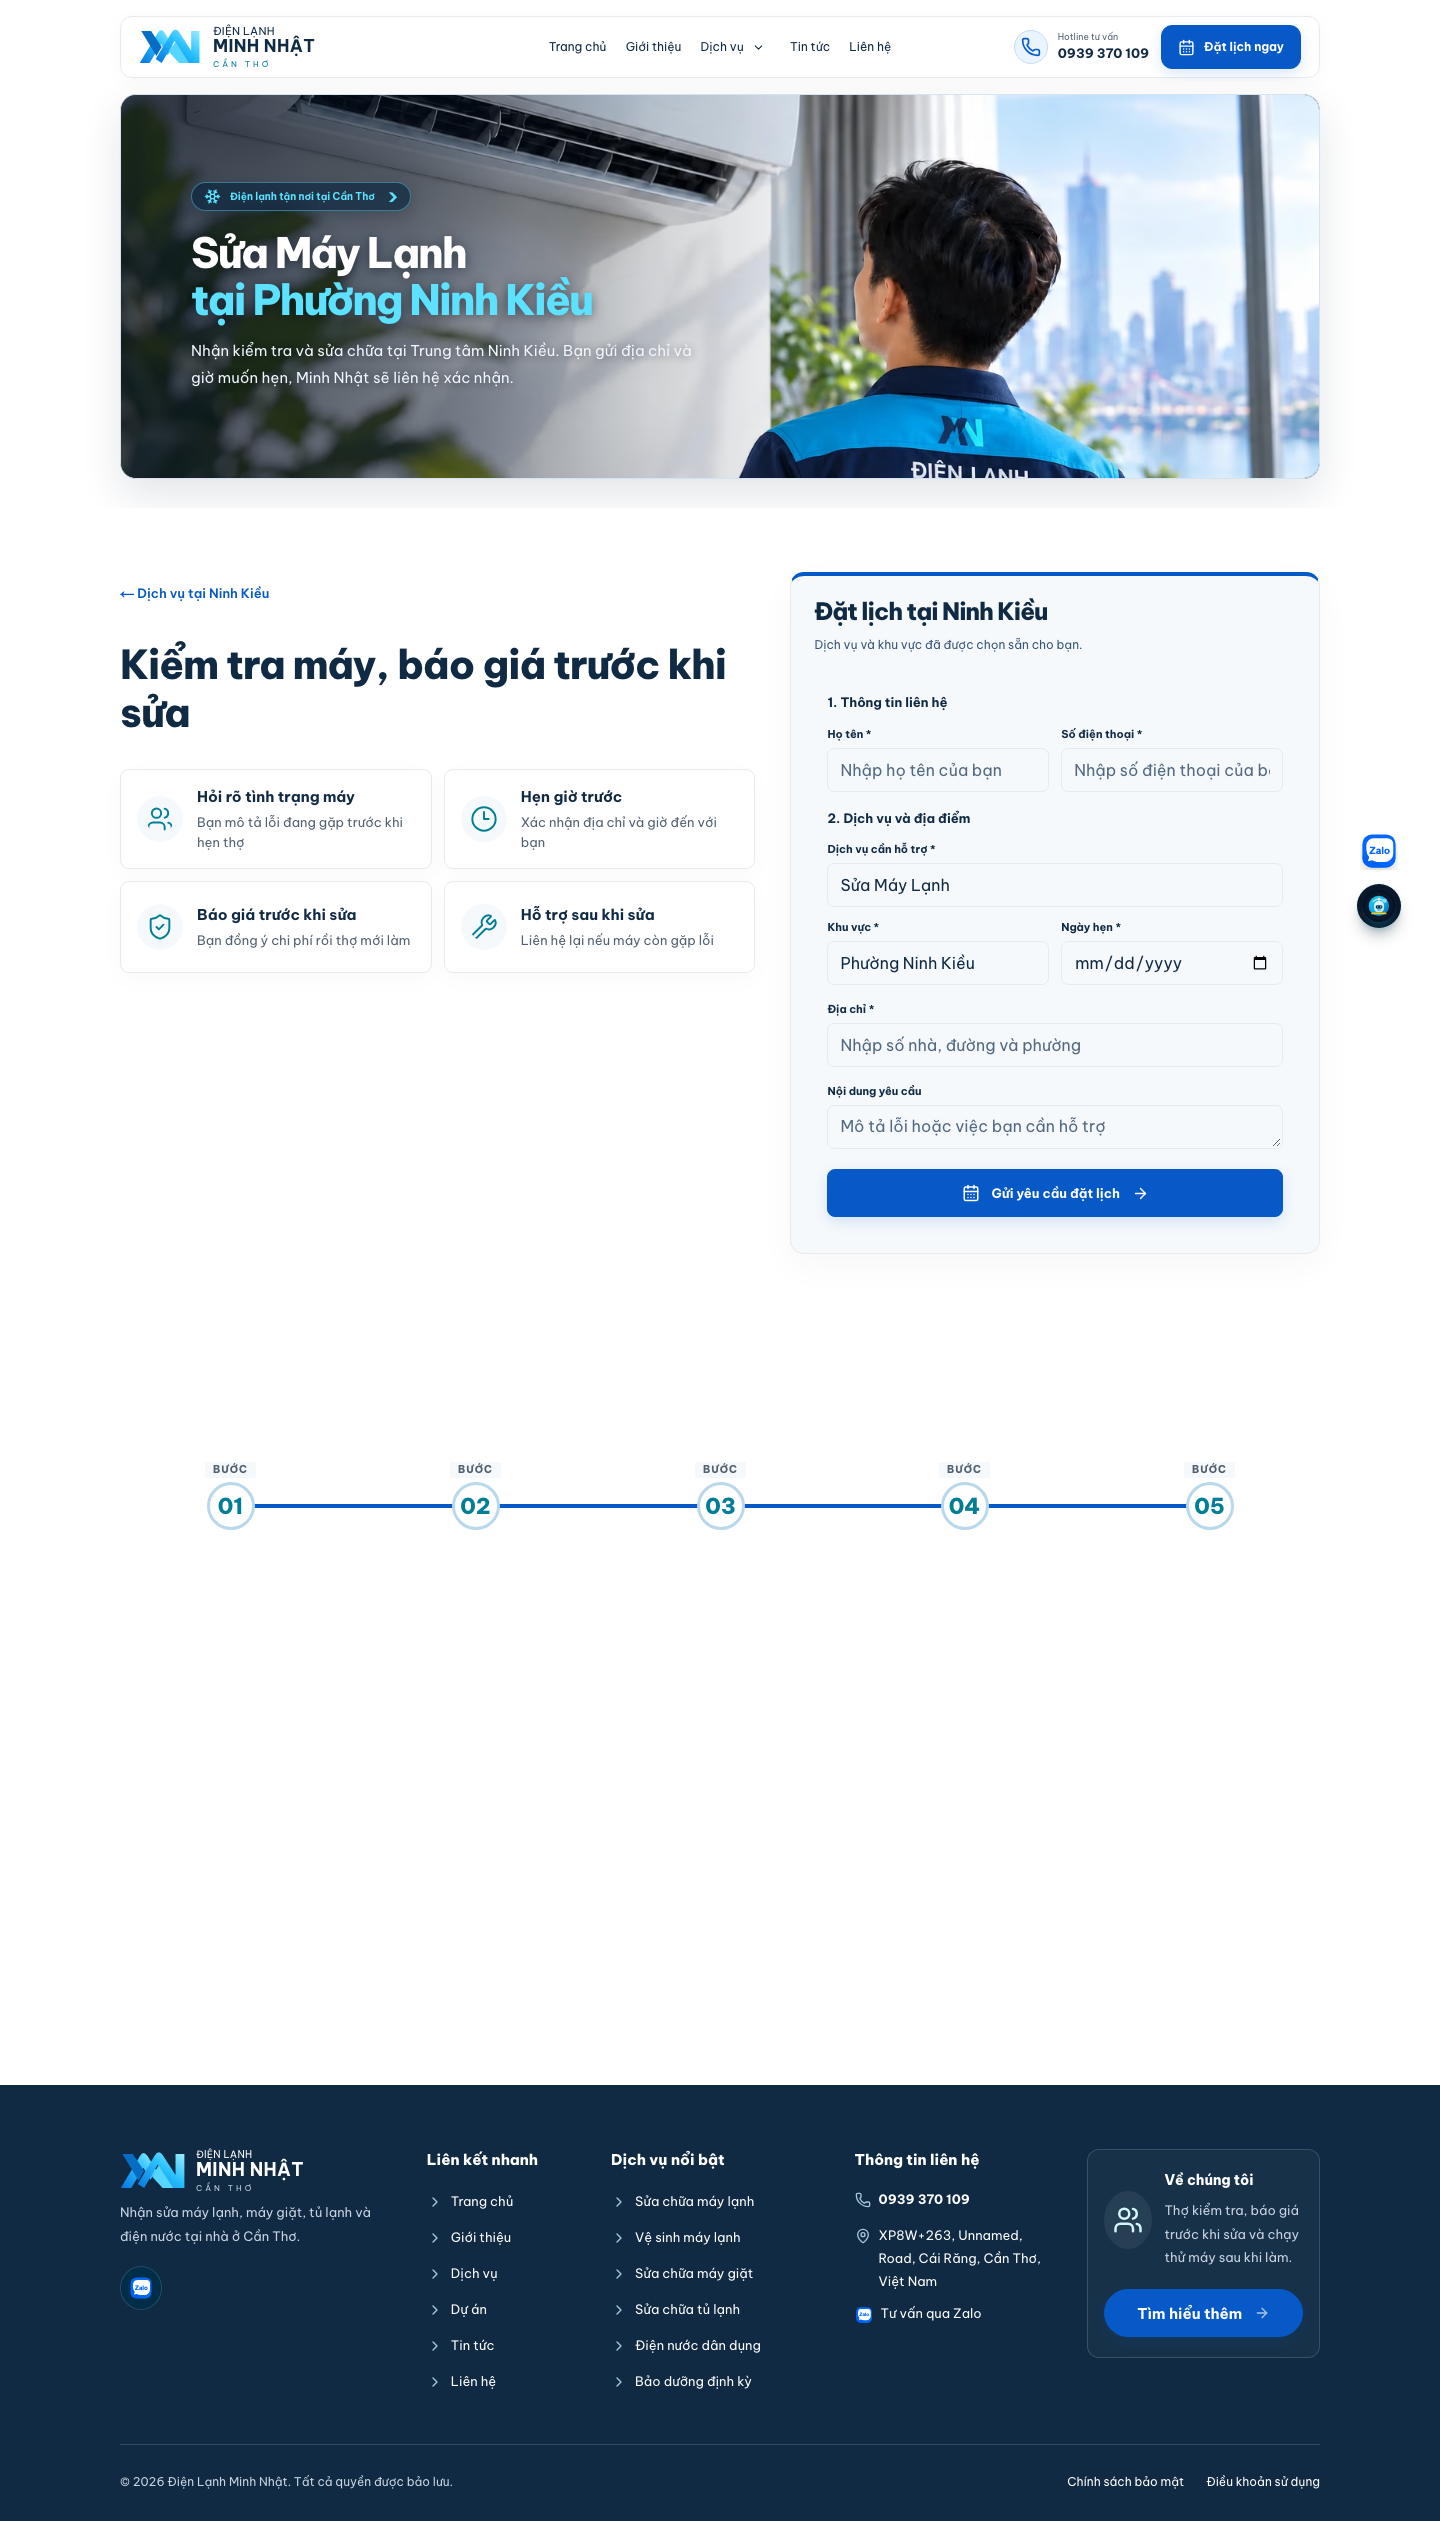 ĐIỆN LẠNH
MINH NHẬT
CẦN THƠ
Trang chủ
Giới thiệu
Dịch vụ
Tin tức
Liên hệ
Hotline tư vấn
0939 370 109
Đặt lịch ngay
Điện lạnh tận nơi tại Cần Thơ
Sửa Máy Lạnh
tại Phường Ninh Kiều
Nhận kiểm tra và sửa chữa tại Trung tâm Ninh Kiều. Bạn gửi địa chỉ và
giờ muốn hẹn, Minh Nhật sẽ liên hệ xác nhận.
ĐIỆN LẠNH
← Dịch vụ tại Ninh Kiều
Kiểm tra máy, báo giá trước khi
sửa
Hỏi rõ tình trạng máy
Bạn mô tả lỗi đang gặp trước khi
hẹn thợ
Hẹn giờ trước
Xác nhận địa chỉ và giờ đến với
bạn
Báo giá trước khi sửa
Bạn đồng ý chi phí rồi thợ mới làm
Hỗ trợ sau khi sửa
Liên hệ lại nếu máy còn gặp lỗi
Đặt lịch tại Ninh Kiều
Dịch vụ và khu vực đã được chọn sẵn cho bạn.
1. Thông tin liên hệ
Họ tên *
Số điện thoại *
Nhập họ tên của bạn
Nhập số điện thoại của bạ
2. Dịch vụ và địa điểm
Dịch vụ cần hỗ trợ *
Sửa Máy Lạnh
Khu vực *
Ngày hẹn *
Phường Ninh Kiều
mm/dd/yyyy
Địa chỉ *
Nhập số nhà, đường và phường
Nội dung yêu cầu
Mô tả lỗi hoặc việc bạn cần hỗ trợ
Gửi yêu cầu đặt lịch
Zalo
BƯỚC
01
BƯỚC
02
BƯỚC
03
BƯỚC
04
BƯỚC
05
ĐIỆN LẠNH
MINH NHẬT
CẦN THƠ
Nhận sửa máy lạnh, máy giặt, tủ lạnh và
điện nước tại nhà ở Cần Thơ.
Zalo
Liên kết nhanh
Trang chủ
Giới thiệu
Dịch vụ
Dự án
Tin tức
Liên hệ
Dịch vụ nổi bật
Sửa chữa máy lạnh
Vệ sinh máy lạnh
Sửa chữa máy giặt
Sửa chữa tủ lạnh
Điện nước dân dụng
Bảo dưỡng định kỳ
Thông tin liên hệ
0939 370 109
XP8W+263, Unnamed,
Road, Cái Răng, Cần Thơ,
Việt Nam
Tư vấn qua Zalo
Về chúng tôi
Thợ kiểm tra, báo giá
trước khi sửa và chạy
thử máy sau khi làm.
Tìm hiểu thêm
© 2026 Điện Lạnh Minh Nhật. Tất cả quyền được bảo lưu.
Chính sách bảo mật
Điều khoản sử dụng